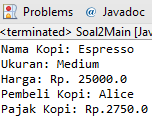 Problems @ Javadoc
<terminated> Soal2Main [Jav
Nama Kopi: Espresso
Ukuran: Medium
Harga: Rp. 25000.0
Pembeli Kopi: Alice
Pajak Kopi: Rp.2750.0